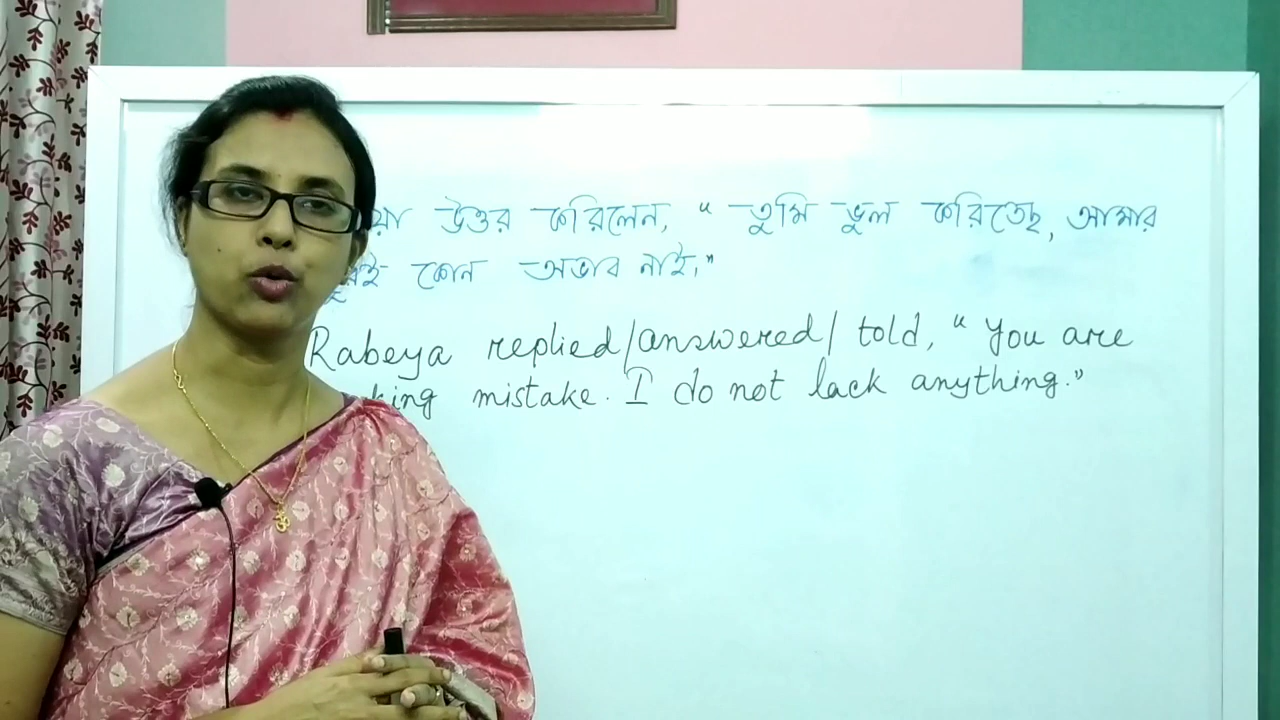 উত্তর করিলেন, “ তুমি ভুল করিতেছ, আমার
কোন অভাব নাই।”
Rabeya replied/answered/ told, “ You are
mistake. I do not lack anything.”